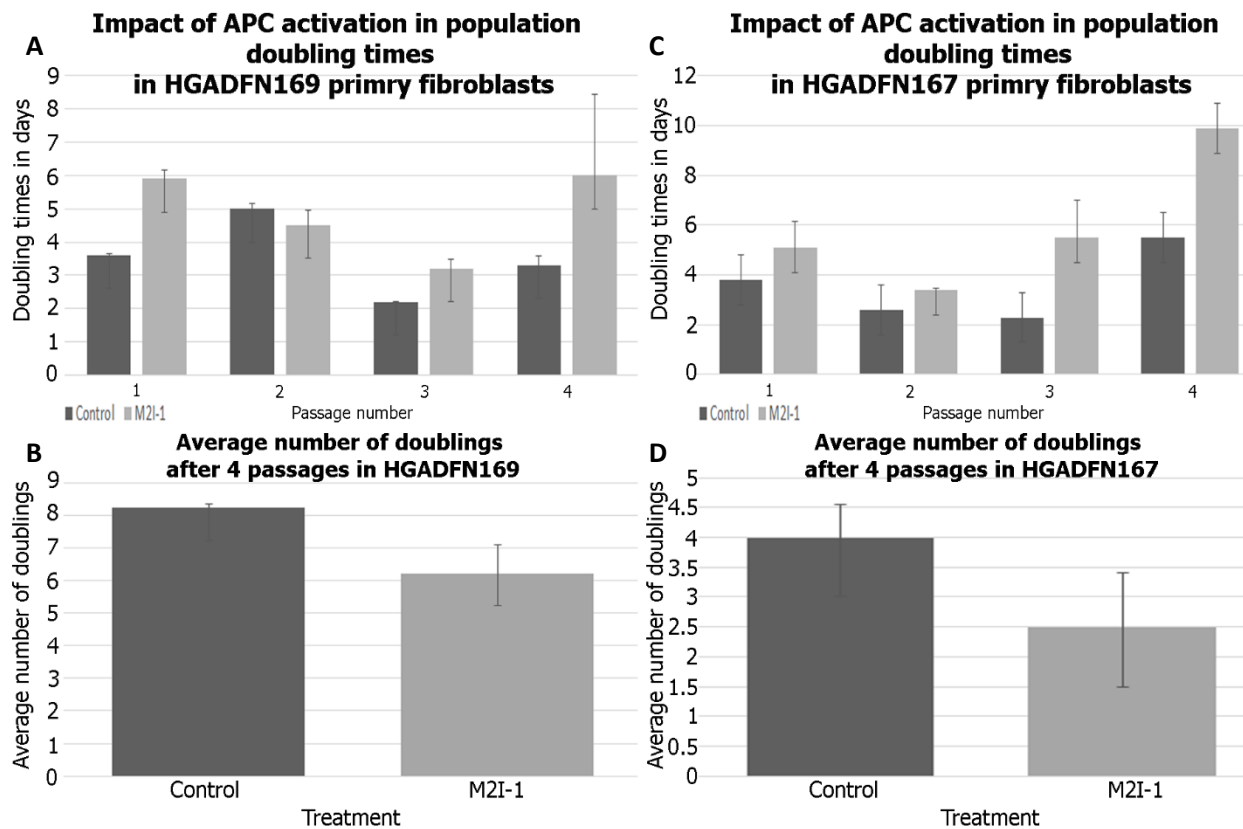 A
Impact of APC activation in population
doubling times
in HGADFN169 primry fibroblasts
Doubling times in days
9
8
7
6
5
4
3
2
1
0
1 2 3 4
Control M2I-1
Passage number
C
Impact of APC activation in population
doubling times
in HGADFN167 primry fibroblasts
Doubling times in days
12
10
8
6
4
2
0
1 2 3 4
Control M2I-1
Passage number
B
Average number of doublings
after 4 passages in HGADFN169
Average number of doublings
9
8
7
6
5
4
3
2
1
0
Control M2I-1
Treatment
D
Average number of doublings
after 4 passages in HGADFN167
Average number of doublings
5
4.5
4
3.5
3
2.5
2
1.5
1
0.5
0
Control M2I-1
Treatment